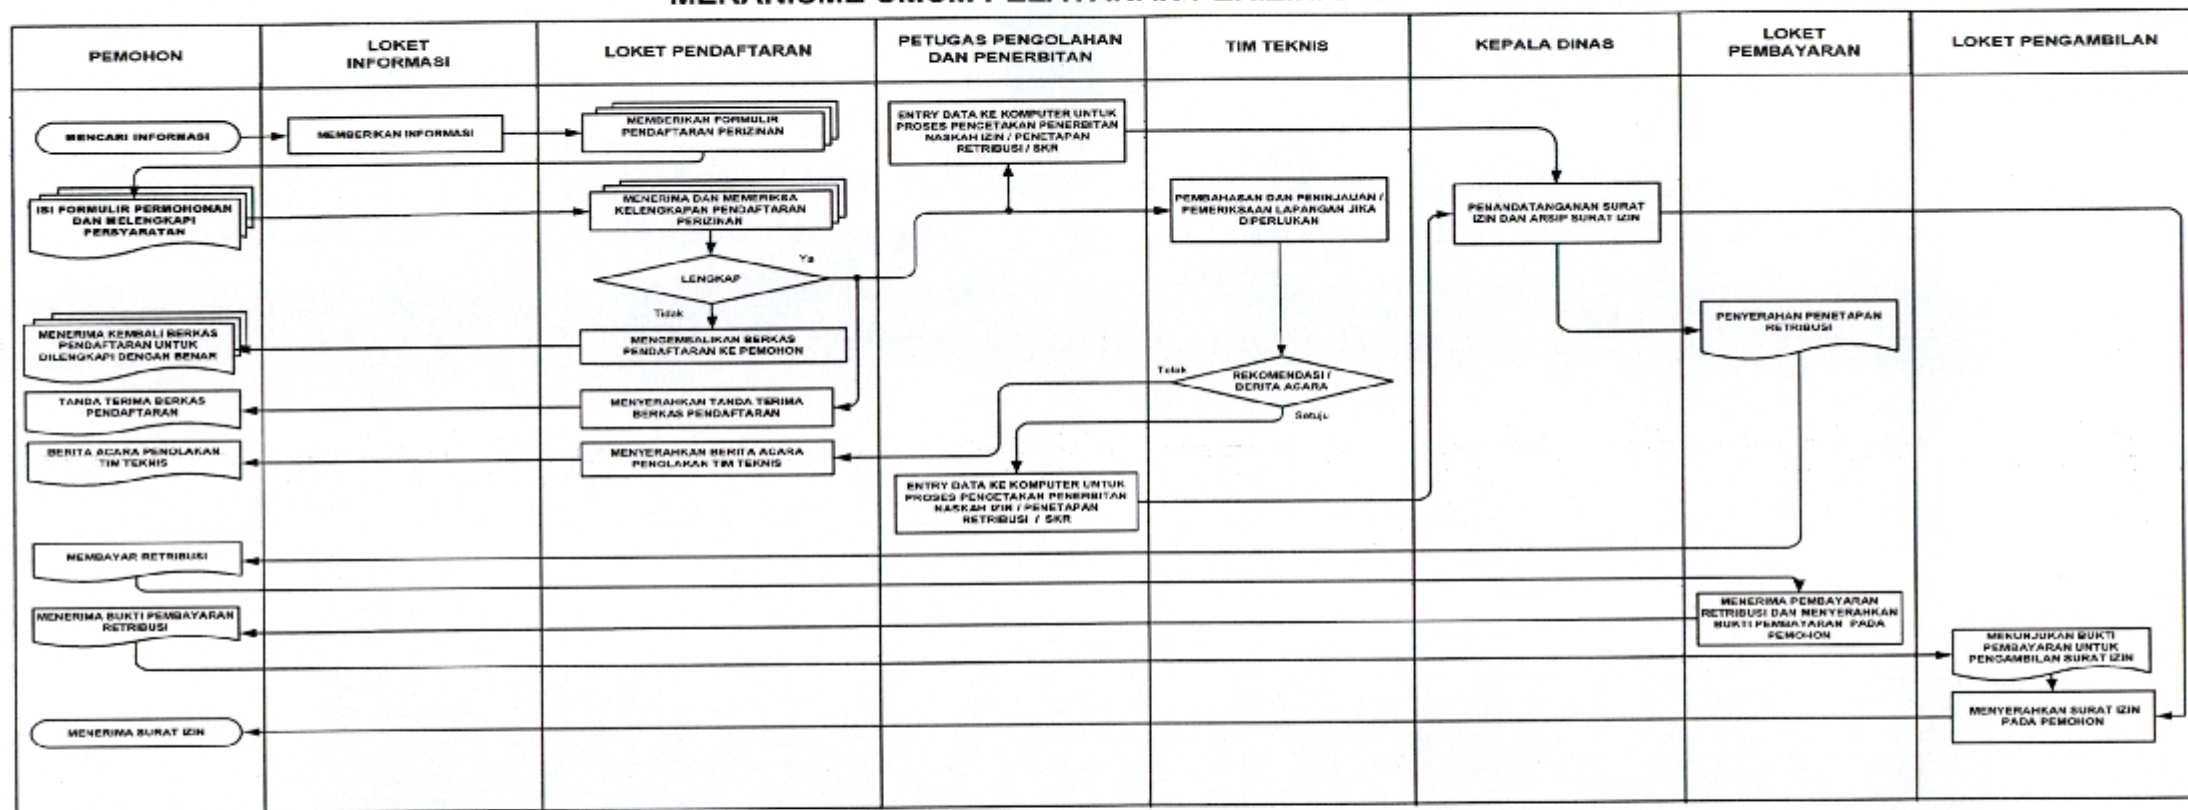 PEMOHON
LOKET
INFORMASI
LOKET PENDAFTARAN
PETUGAS PENGOLAHAN
DAN PENERBITAN
TIM TEKNIS
KEPALA DINAS
LOKET
PEMBAYARAN
LOKET PENGAMBILAN
MENCARI INFORMASI
MEMBERIKAN INFORMASI
MEMBERIKAN FORMULIR
PENDAFTARAN PERIZINAN
ENTRY DATA KE KOMPUTER UNTUK
PROSES PENCETAKAN PENERBITAN
NASKAH IZIN / PENETAPAN
RETRIBUSI / SKR
ISI FORMULIR PERMOHONAN
DAN MELENGKAPI
PERSYARATAN
MENERIMA DAN MEMERIKSA
KELENGKAPAN PENDAFTARAN
PERIZINAN
PEMBAHASAN DAN PENINJAUAN /
PEMERIKSAAN LAPANGAN JIKA
DIPERLUKAN
PENANDATANGANAN SURAT
IZIN DAN ARSIP SURAT IZIN
Ya
LENGKAP
Tidak
MENERIMA KEMBALI BERKAS
PENDAFTARAN UNTUK
DILENGKAPI DENGAN BENAR
MENGEMBALIKAN BERKAS
PENDAFTARAN KE PEMOHON
PENYERAHAN PENETAPAN
RETRIBUSI
Tolak
REKOMENDASI /
BERITA ACARA
Setuju
TANDA TERIMA BERKAS
PENDAFTARAN
MENYERAHKAN TANDA TERIMA
BERKAS PENDAFTARAN
BERITA ACARA PENOLAKAN
TIM TEKNIS
MENYERAHKAN BERITA ACARA
PENOLAKAN TIM TEKNIS
ENTRY DATA KE KOMPUTER UNTUK
PROSES PENCETAKAN PENERBITAN
NASKAH IZIN / PENETAPAN
RETRIBUSI / SKR
MEMBAYAR RETRIBUSI
MENERIMA BUKTI PEMBAYARAN
RETRIBUSI
MENERIMA PEMBAYARAN
RETRIBUSI DAN MENYERAHKAN
BUKTI PEMBAYARAN PADA
PEMOHON
MENUNJUKAN BUKTI
PEMBAYARAN UNTUK
PENGAMBILAN SURAT IZIN
MENERIMA SURAT IZIN
MENYERAHKAN SURAT IZIN
PADA PEMOHON